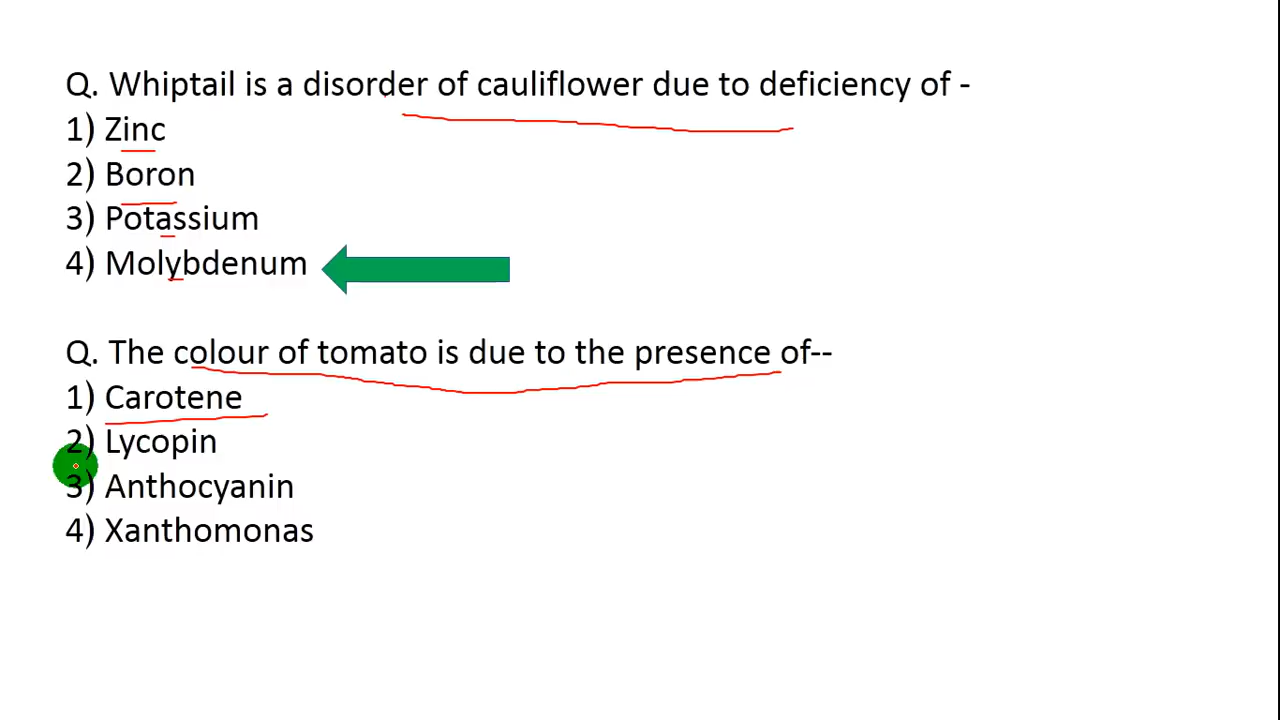 Q. Whiptail is a disorder of cauliflower due to deficiency of -
1) Zinc
2) Boron
3) Potassium
4) Molybdenum
Q. The colour of tomato is due to the presence of--
1) Carotene
2) Lycopin
3) Anthocyanin
4) Xanthomonas